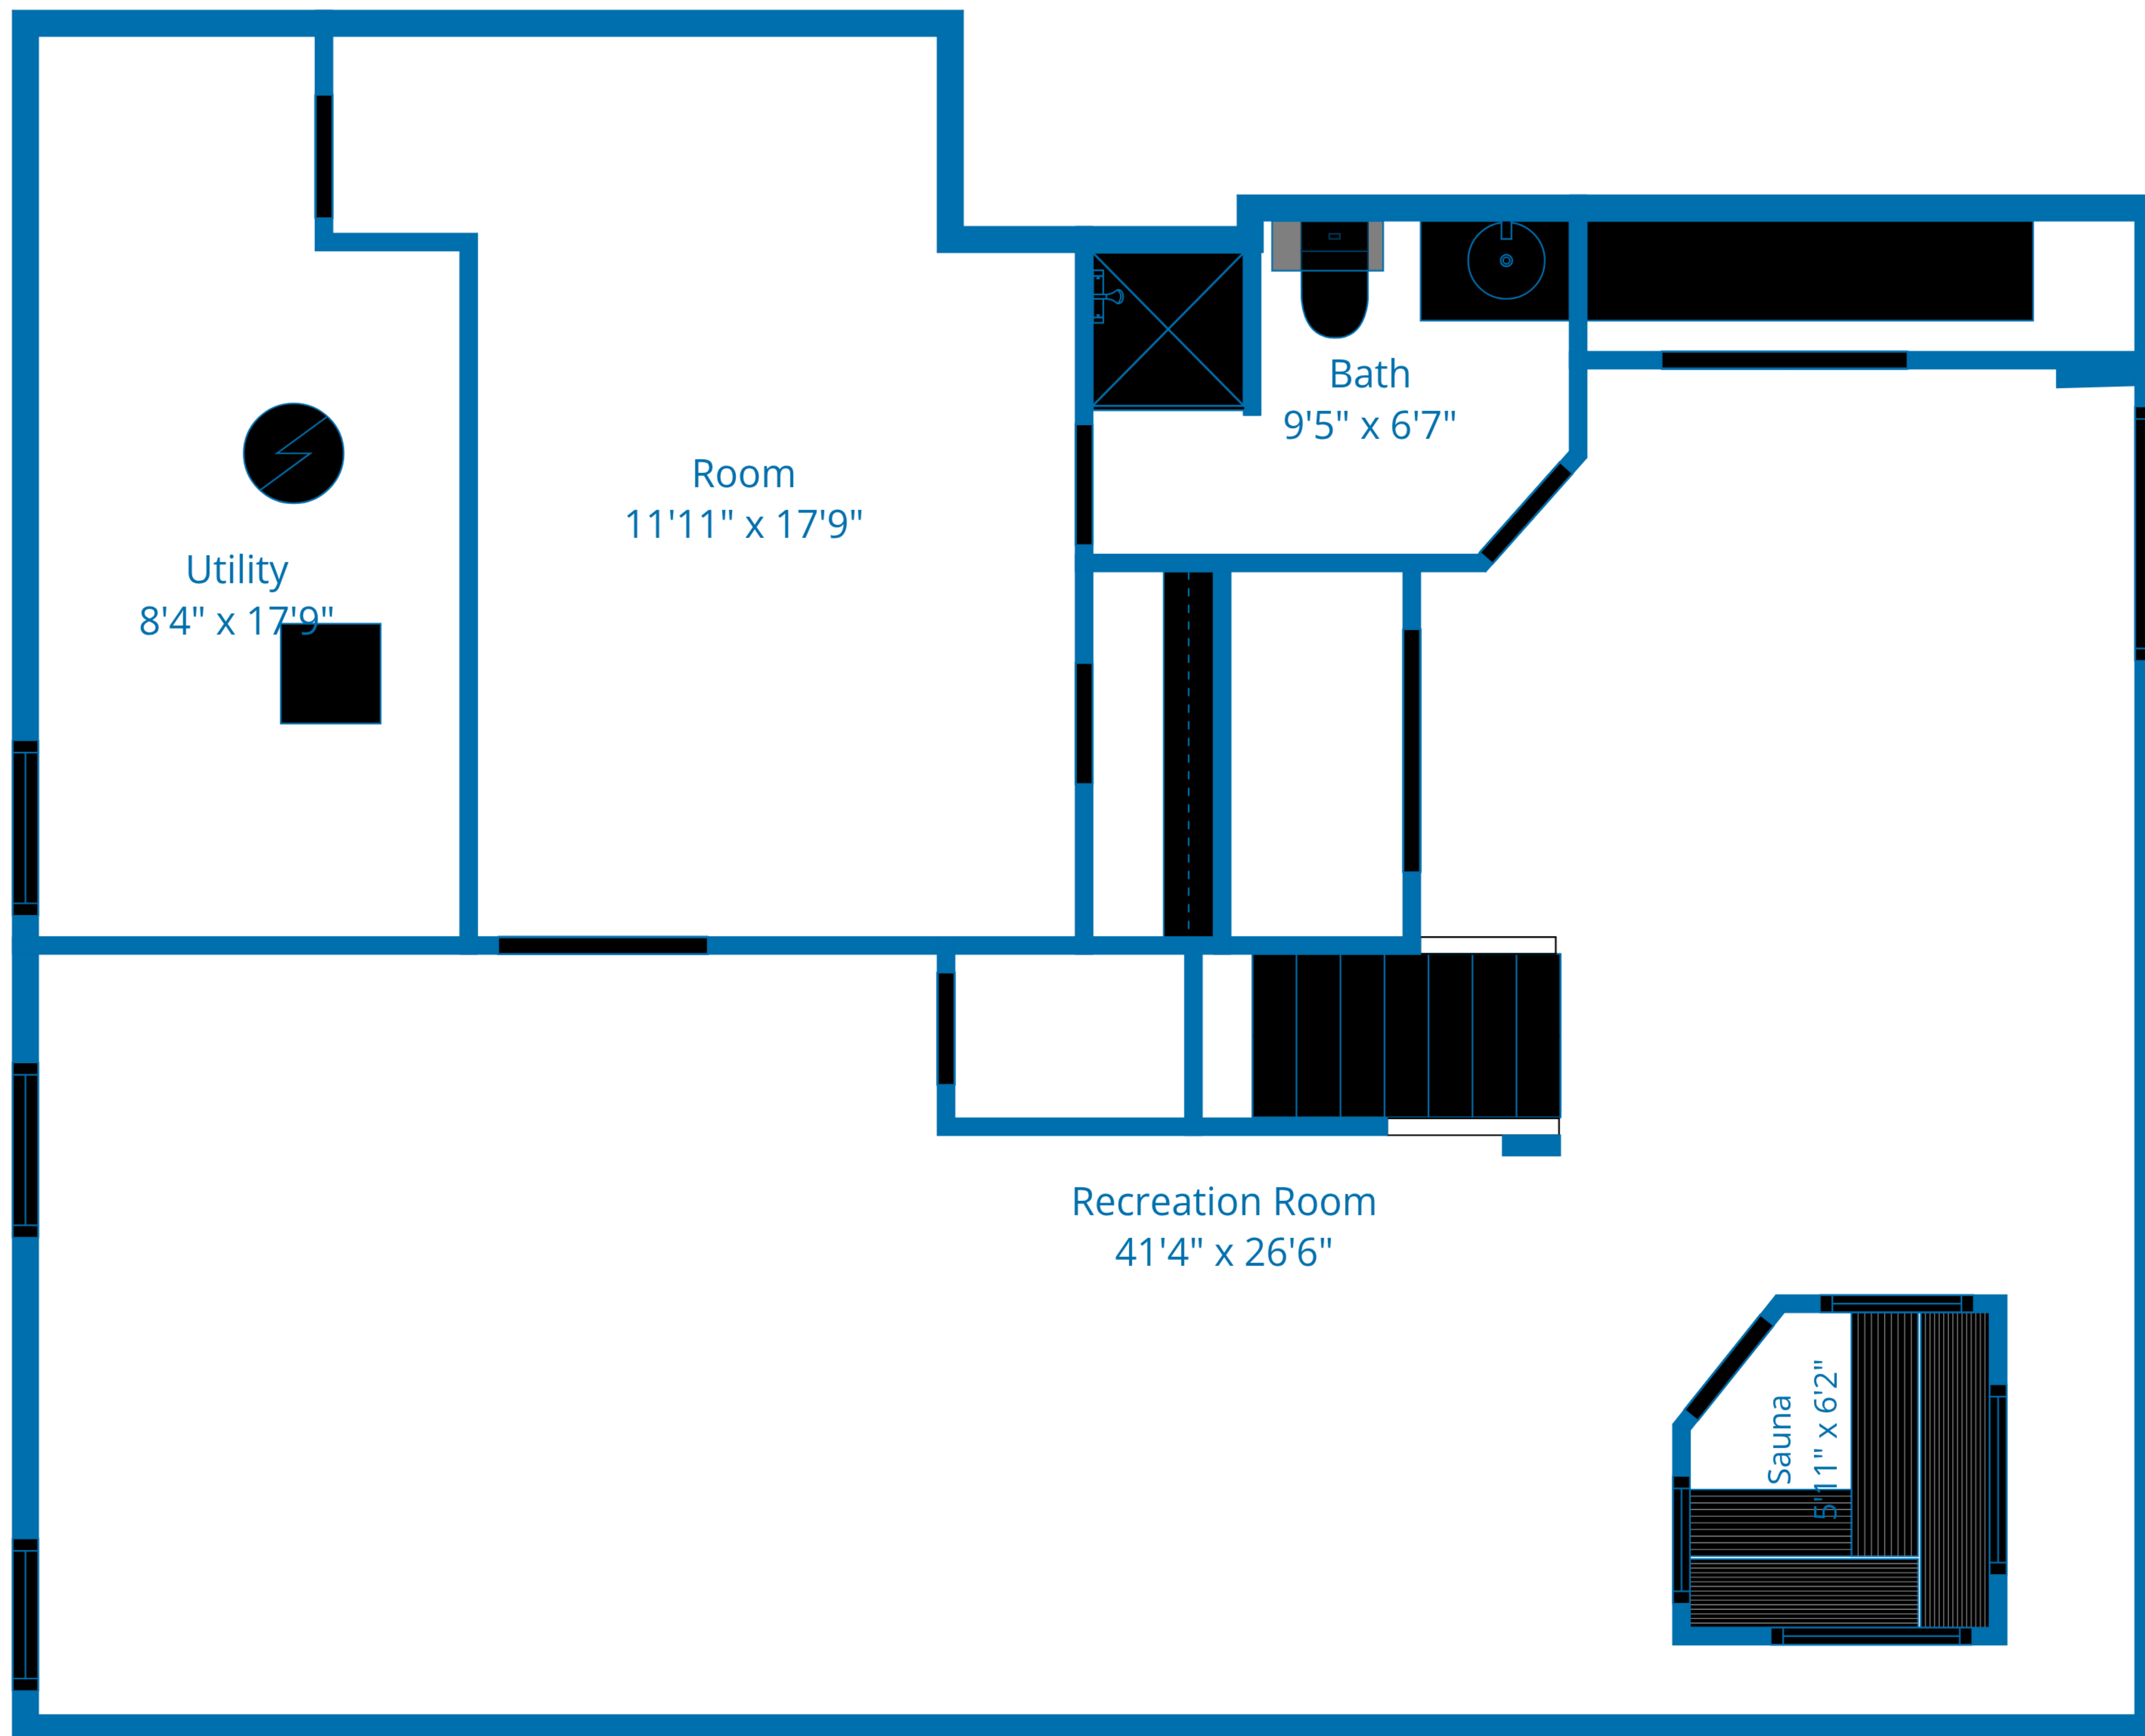 Bath
9'5" x 6'7"
Room
11'11" x 17'9"
Utility
8'4" x 17'9"
Recreation Room
41'4" x 26'6"
Sauna
5'11" x 6'2"